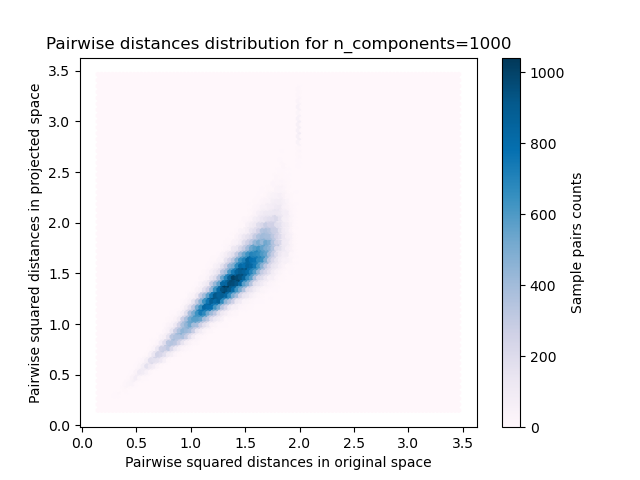 Pairwise distances distribution for n_components=1000
Pairwise squared distances in projected space
3.5
3.0
2.5
2.0
1.5
1.0
0.5
0.0
0.0 0.5 1.0 1.5 2.0 2.5 3.0 3.5
Pairwise squared distances in original space
1000
800
600
400
200
0
Sample pairs counts